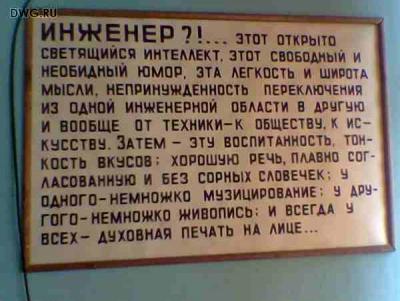 DWG.RU
ИНЖЕНЕР?!... ЭТОТ ОТКРЫТО
СВЕТЯЩИЙСЯ ИНТЕЛЛЕКТ, ЭТОТ СВОБОДНЫЙ И
НЕОБИДНЫЙ ЮМОР, ЭТА ЛЕГКОСТЬ И ШИРОТА
МЫСЛИ, НЕПРИНУЖДЕННОСТЬ ПЕРЕКЛЮЧЕНИЯ
ИЗ ОДНОЙ ИНЖЕНЕРНОЙ ОБЛАСТИ В ДРУГУЮ
И ВООБЩЕ ОТ ТЕХНИКИ-К ОБЩЕСТВУ, К ИС-
КУССТВУ. ЗАТЕМ - ЭТУ ВОСПИТАННОСТЬ, ТОН-
КОСТЬ ВКУСОВ; ХОРОШУЮ РЕЧЬ, ПЛАВНО СОГ-
ЛАСОВАННУЮ И БЕЗ СОРНЫХ СЛОВЕЧЕК; У
ОДНОГО-НЕМНОЖКО МУЗИЦИРОВАНИЕ; У ДРУ-
ГОГО-НЕМНОЖКО ЖИВОПИСЬ; И ВСЕГДА У
ВСЕХ- ДУХОВНАЯ ПЕЧАТЬ НА ЛИЦЕ...